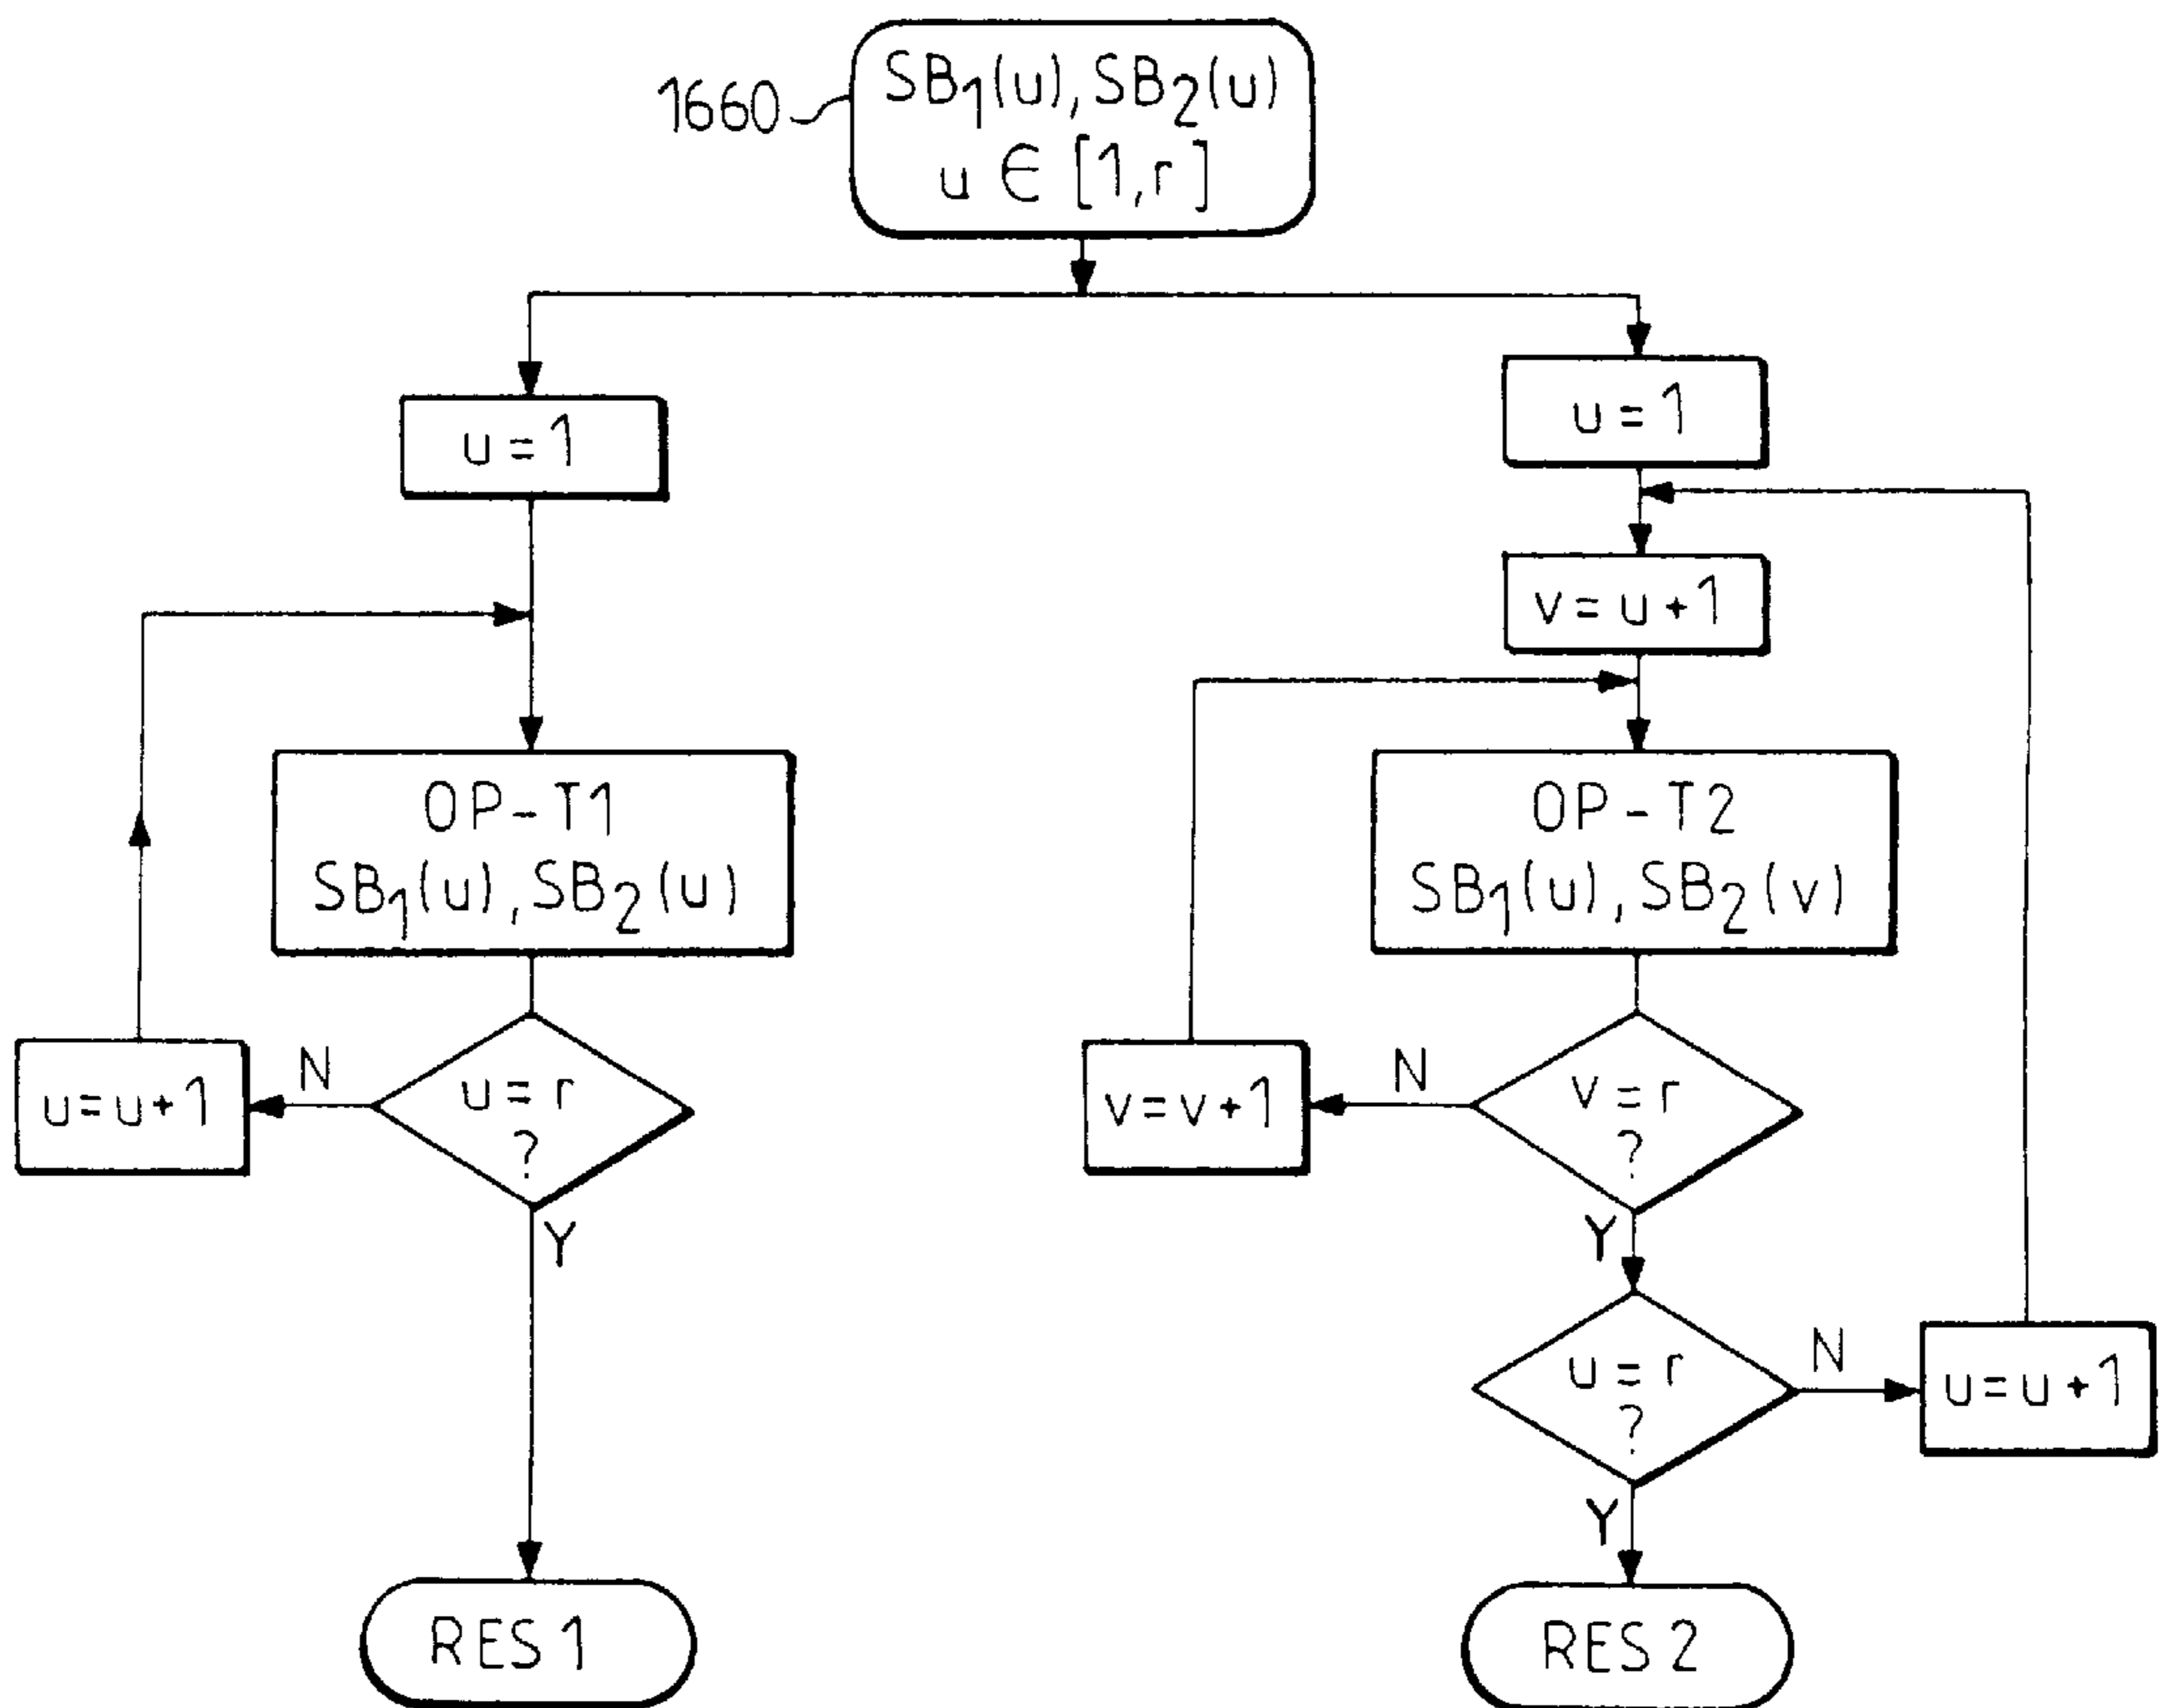 1660
SB₁(u), SB₂(u)
u ∈ [1, r]
u = 1
OP-T1
SB₁(u), SB₂(u)
u = r
?
N
u = u + 1
Y
RES 1
u = 1
v = u + 1
OP-T2
SB₁(u), SB₂(v)
v = r
?
N
v = v + 1
Y
u = r
?
N
u = u + 1
Y
RES 2